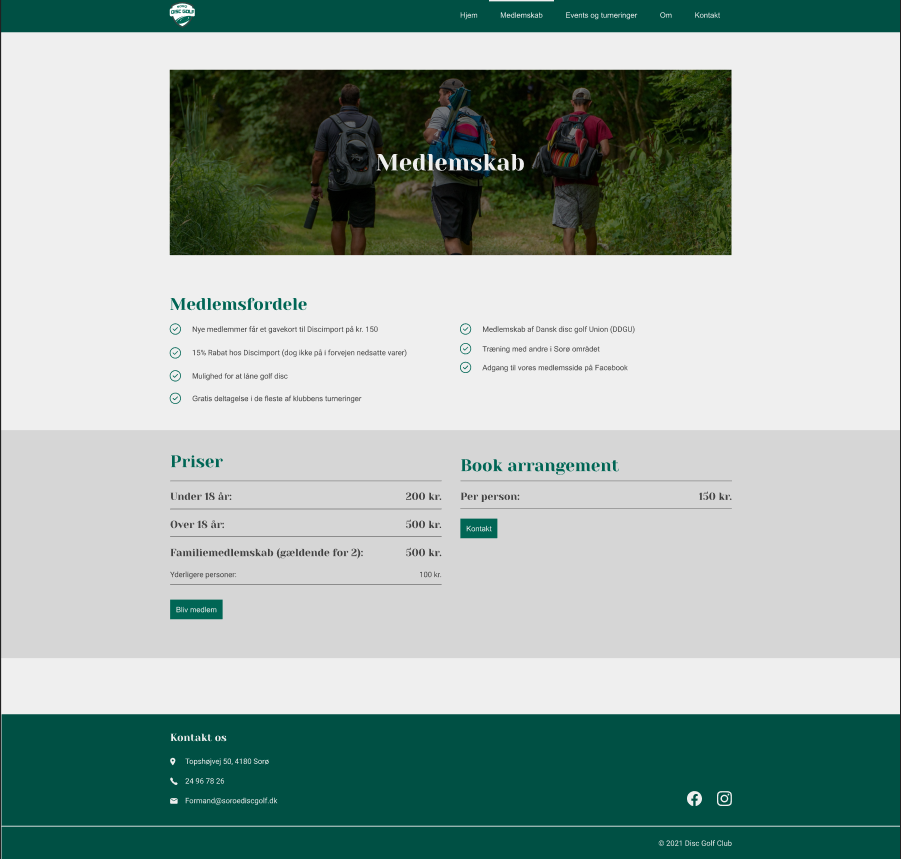 SORØ
DISC GOLF
Hjem
Medlemskab
Events og turneringer
Om
Kontakt
Medlemskab
Medlemsfordele
Nye medlemmer får et gavekort til Discimport på kr. 150
15% Rabat hos Discimport (dog ikke på i forvejen nedsatte varer)
Mulighed for at låne golf disc
Gratis deltagelse i de fleste af klubbens turneringer
Medlemskab af Dansk disc golf Union (DDGU)
Træning med andre i Sorø området
Adgang til vores medlemsside på Facebook
Priser
Under 18 år: 200 kr.
Over 18 år: 500 kr.
Familiemedlemskab (gældende for 2): 500 kr.
Yderligere personer: 100 kr.
Bliv medlem
Book arrangement
Per person: 150 kr.
Kontakt
Kontakt os
Topshøjvej 50, 4180 Sorø
24 96 78 26
Formand@soroediscgolf.dk
© 2021 Disc Golf Club